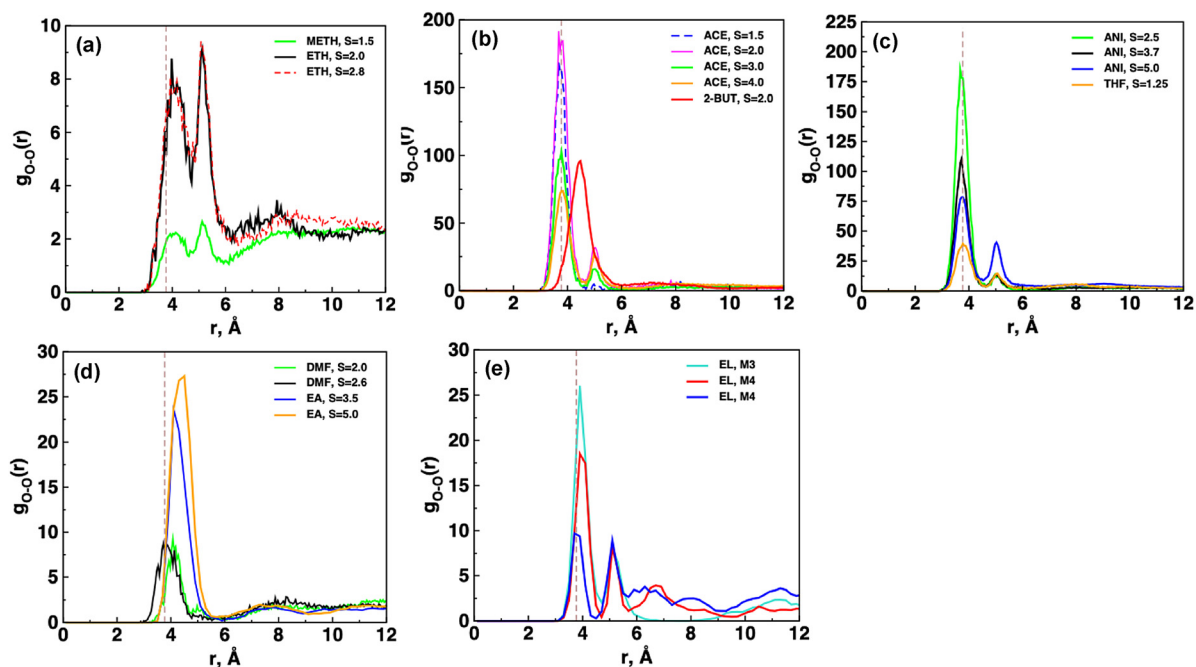 (a)
METH, S=1.5
ETH, S=2.0
ETH, S=2.8
10
8
6
4
2
0
gO-O(r)
0 2 4 6 8 10 12
r, Å
(b)
ACE, S=1.5
ACE, S=2.0
ACE, S=3.0
ACE, S=4.0
2-BUT, S=2.0
200
150
100
50
0
gO-O(r)
0 2 4 6 8 10 12
r, Å
(c)
ANI, S=2.5
ANI, S=3.7
ANI, S=5.0
THF, S=1.25
225
200
175
150
125
100
75
50
25
0
gO-O(r)
0 2 4 6 8 10 12
r, Å
(d)
DMF, S=2.0
DMF, S=2.6
EA, S=3.5
EA, S=5.0
30
25
20
15
10
5
0
gO-O(r)
0 2 4 6 8 10 12
r, Å
(e)
EL, M3
EL, M4
EL, M4
30
25
20
15
10
5
0
gO-O(r)
0 2 4 6 8 10 12
r, Å